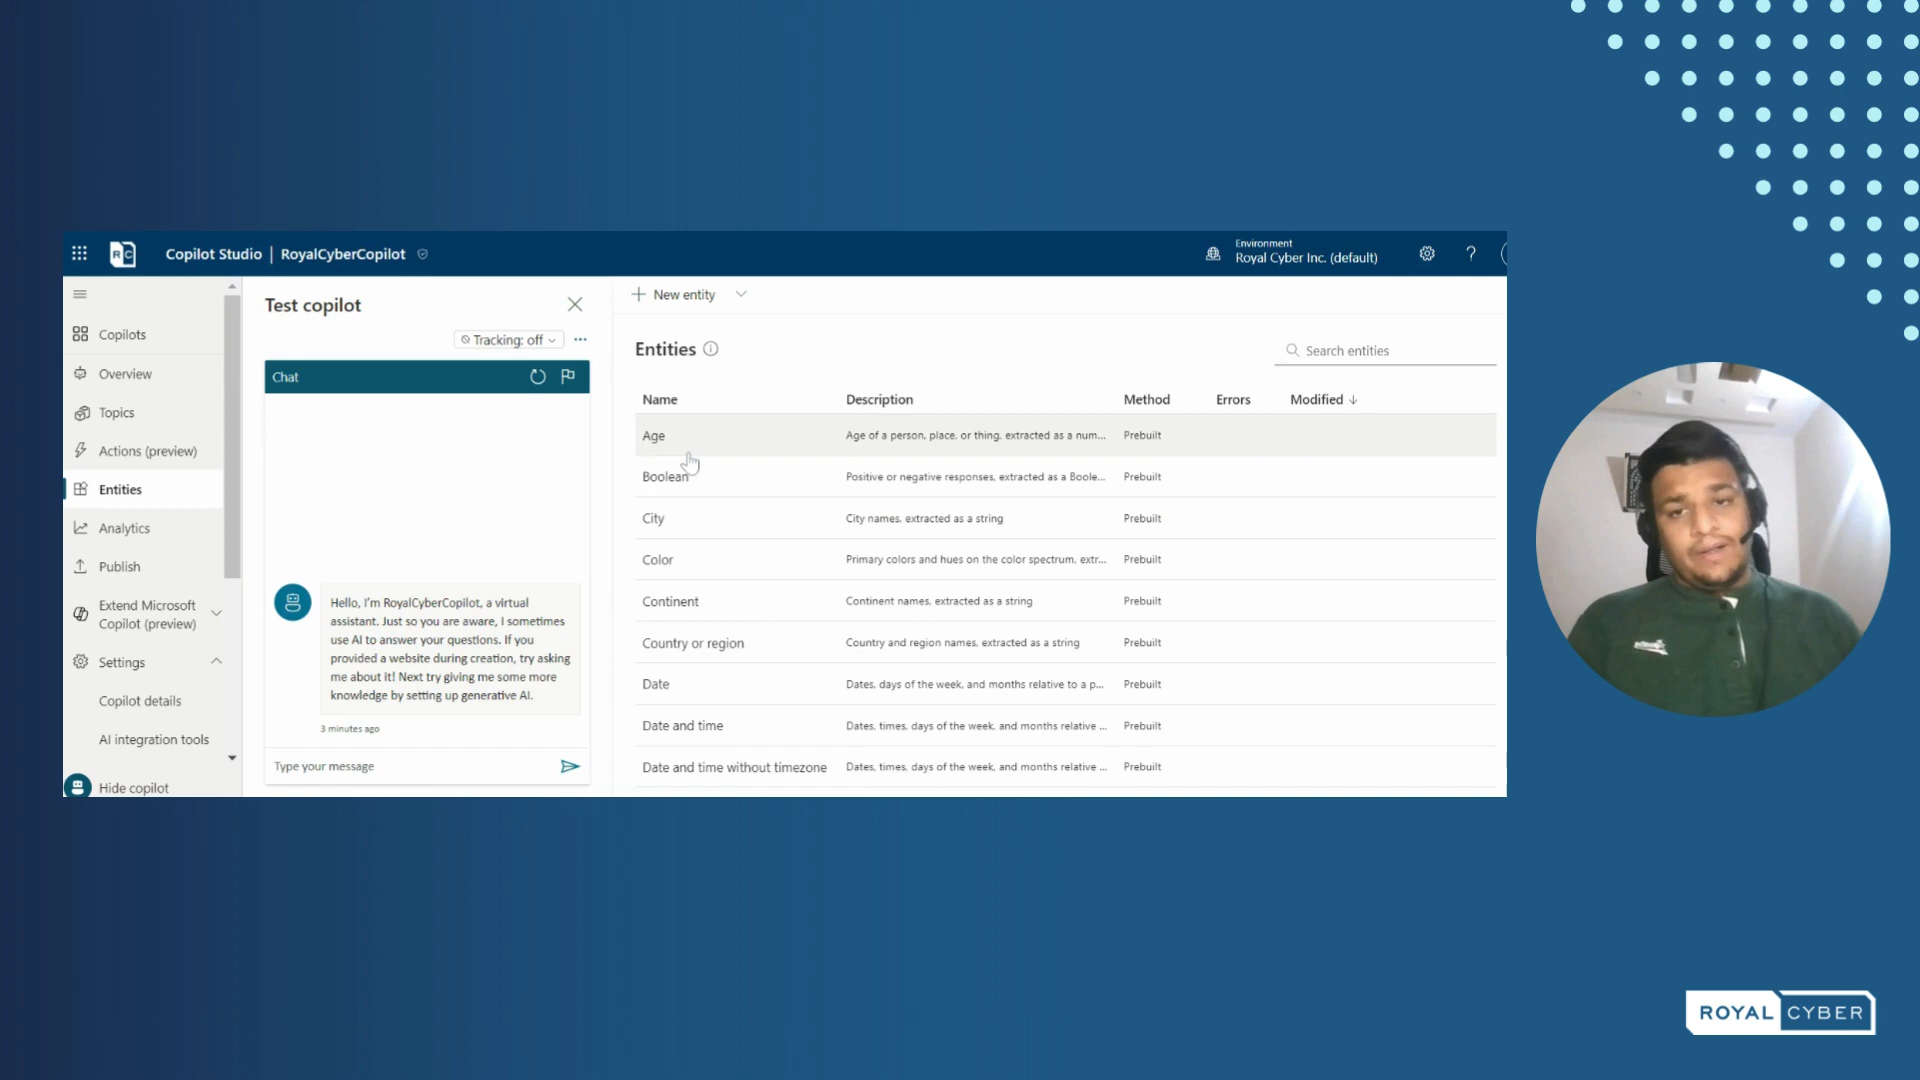 Copilot Studio | RoyalCyberCopilot
Environment
Royal Cyber Inc. (default)
?
Copilots
Overview
Topics
Actions (preview)
Entities
Analytics
Publish
Extend Microsoft
Copilot (preview)
Settings
Copilot details
AI integration tools
Hide copilot
Test copilot
Tracking: off
Chat
Hello, I'm RoyalCyberCopilot, a virtual
assistant. Just so you are aware, I sometimes
use AI to answer your questions. If you
provided a website during creation, try asking
me about it! Next try giving me some more
knowledge by setting up generative AI.
3 minutes ago
Type your message
New entity
Entities
Search entities
Name Description Method Errors Modified
Age Age of a person, place, or thing, extracted as a num... Prebuilt
Boolean Positive or negative responses, extracted as a Boole... Prebuilt
City City names, extracted as a string Prebuilt
Color Primary colors and hues on the color spectrum, extr... Prebuilt
Continent Continent names, extracted as a string Prebuilt
Country or region Country and region names, extracted as a string Prebuilt
Date Dates, days of the week, and months relative to a p... Prebuilt
Date and time Dates, times, days of the week, and months relative ... Prebuilt
Date and time without timezone Dates, times, days of the week, and months relative ... Prebuilt
ROYAL CYBER